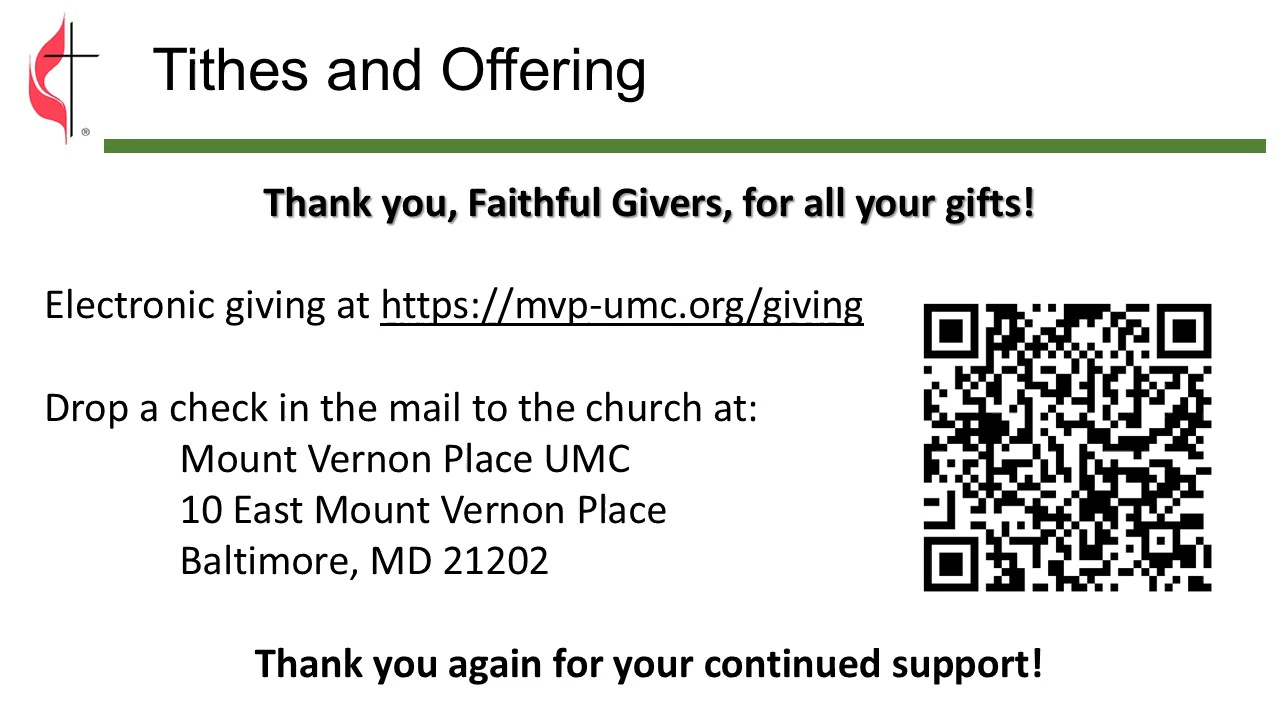 ®
Tithes and Offering
Thank you, Faithful Givers, for all your gifts!
Electronic giving at https://mvp-umc.org/giving
Drop a check in the mail to the church at:
Mount Vernon Place UMC
10 East Mount Vernon Place
Baltimore, MD 21202
Thank you again for your continued support!